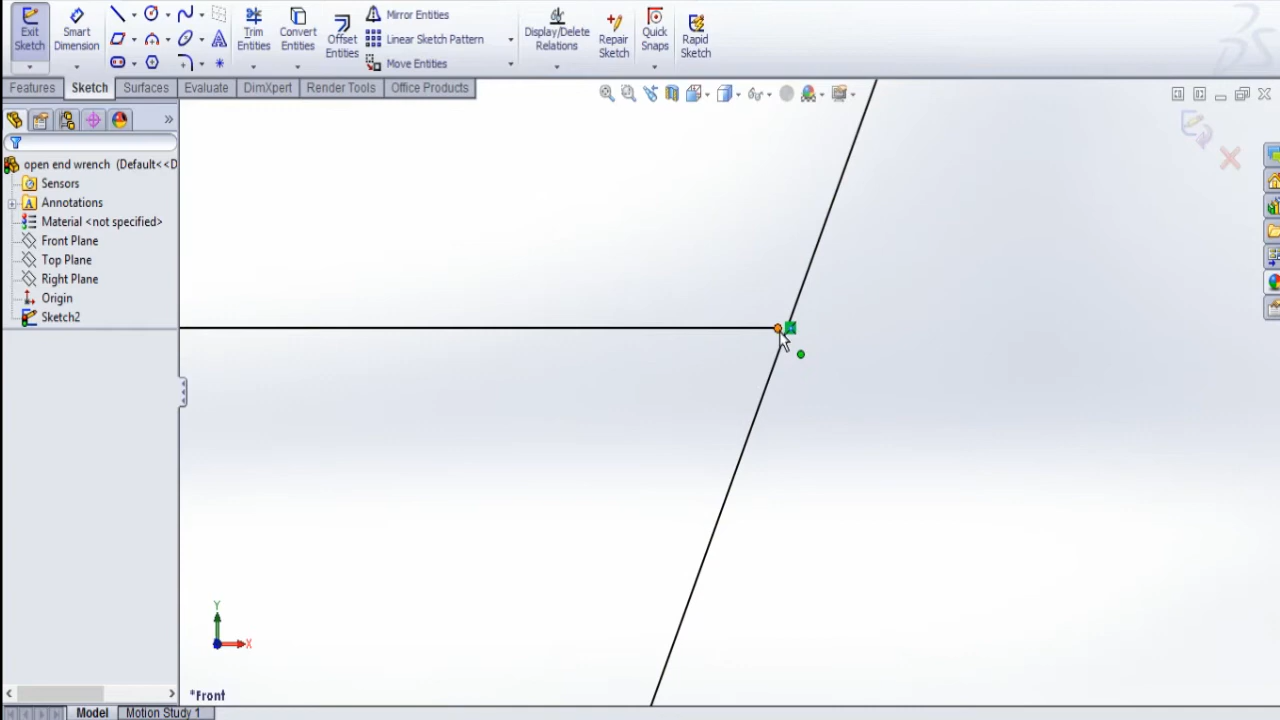 Mirror Entities
Exit Sketch
Smart Dimension
Trim Entities
Convert Entities
Offset Entities
Linear Sketch Pattern
Move Entities
Display/Delete Relations
Repair Sketch
Quick Snaps
Rapid Sketch
Features Sketch Surfaces Evaluate DimXpert Render Tools Office Products
open end wrench (Default<<D
Sensors
A Annotations
Material <not specified>
Front Plane
Top Plane
Right Plane
Origin
Sketch2
Y
X
*Front
Model Motion Study 1